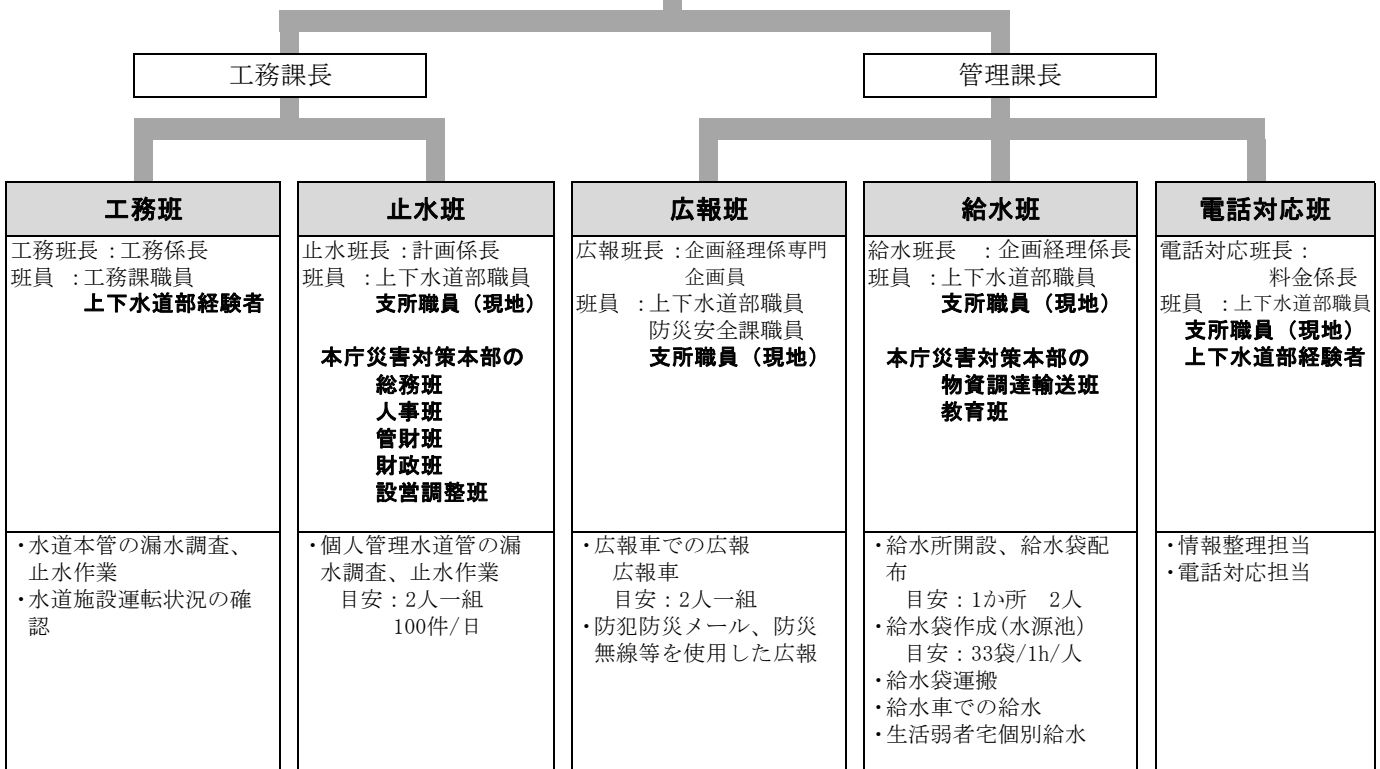 工務課長
管理課長
工務班
工務班長：工務係長
班員　：工務課職員
上下水道部経験者
・水道本管の漏水調査、
止水作業
・水道施設運転状況の確
認
止水班
止水班長：計画係長
班員　：上下水道部職員
支所職員（現地）
本庁災害対策本部の
総務班
人事班
管財班
財政班
設営調整班
・個人管理水道管の漏
水調査、止水作業
目安：2人一組
100件/日
広報班
広報班長：企画経理係専門
企画員
班員　：上下水道部職員
防災安全課職員
支所職員（現地）
・広報車での広報
広報車
目安：2人一組
・防犯防災メール、防災
無線等を使用した広報
給水班
給水班長　：企画経理係長
班員　：上下水道部職員
支所職員（現地）
本庁災害対策本部の
物資調達輸送班
教育班
・給水所開設、給水袋配
布
目安：1か所　2人
・給水袋作成(水源池)
目安：33袋/1h/人
・給水袋運搬
・給水車での給水
・生活弱者宅個別給水
電話対応班
電話対応班長：
料金係長
班員　：上下水道部職員
支所職員（現地）
上下水道部経験者
・情報整理担当
・電話対応担当